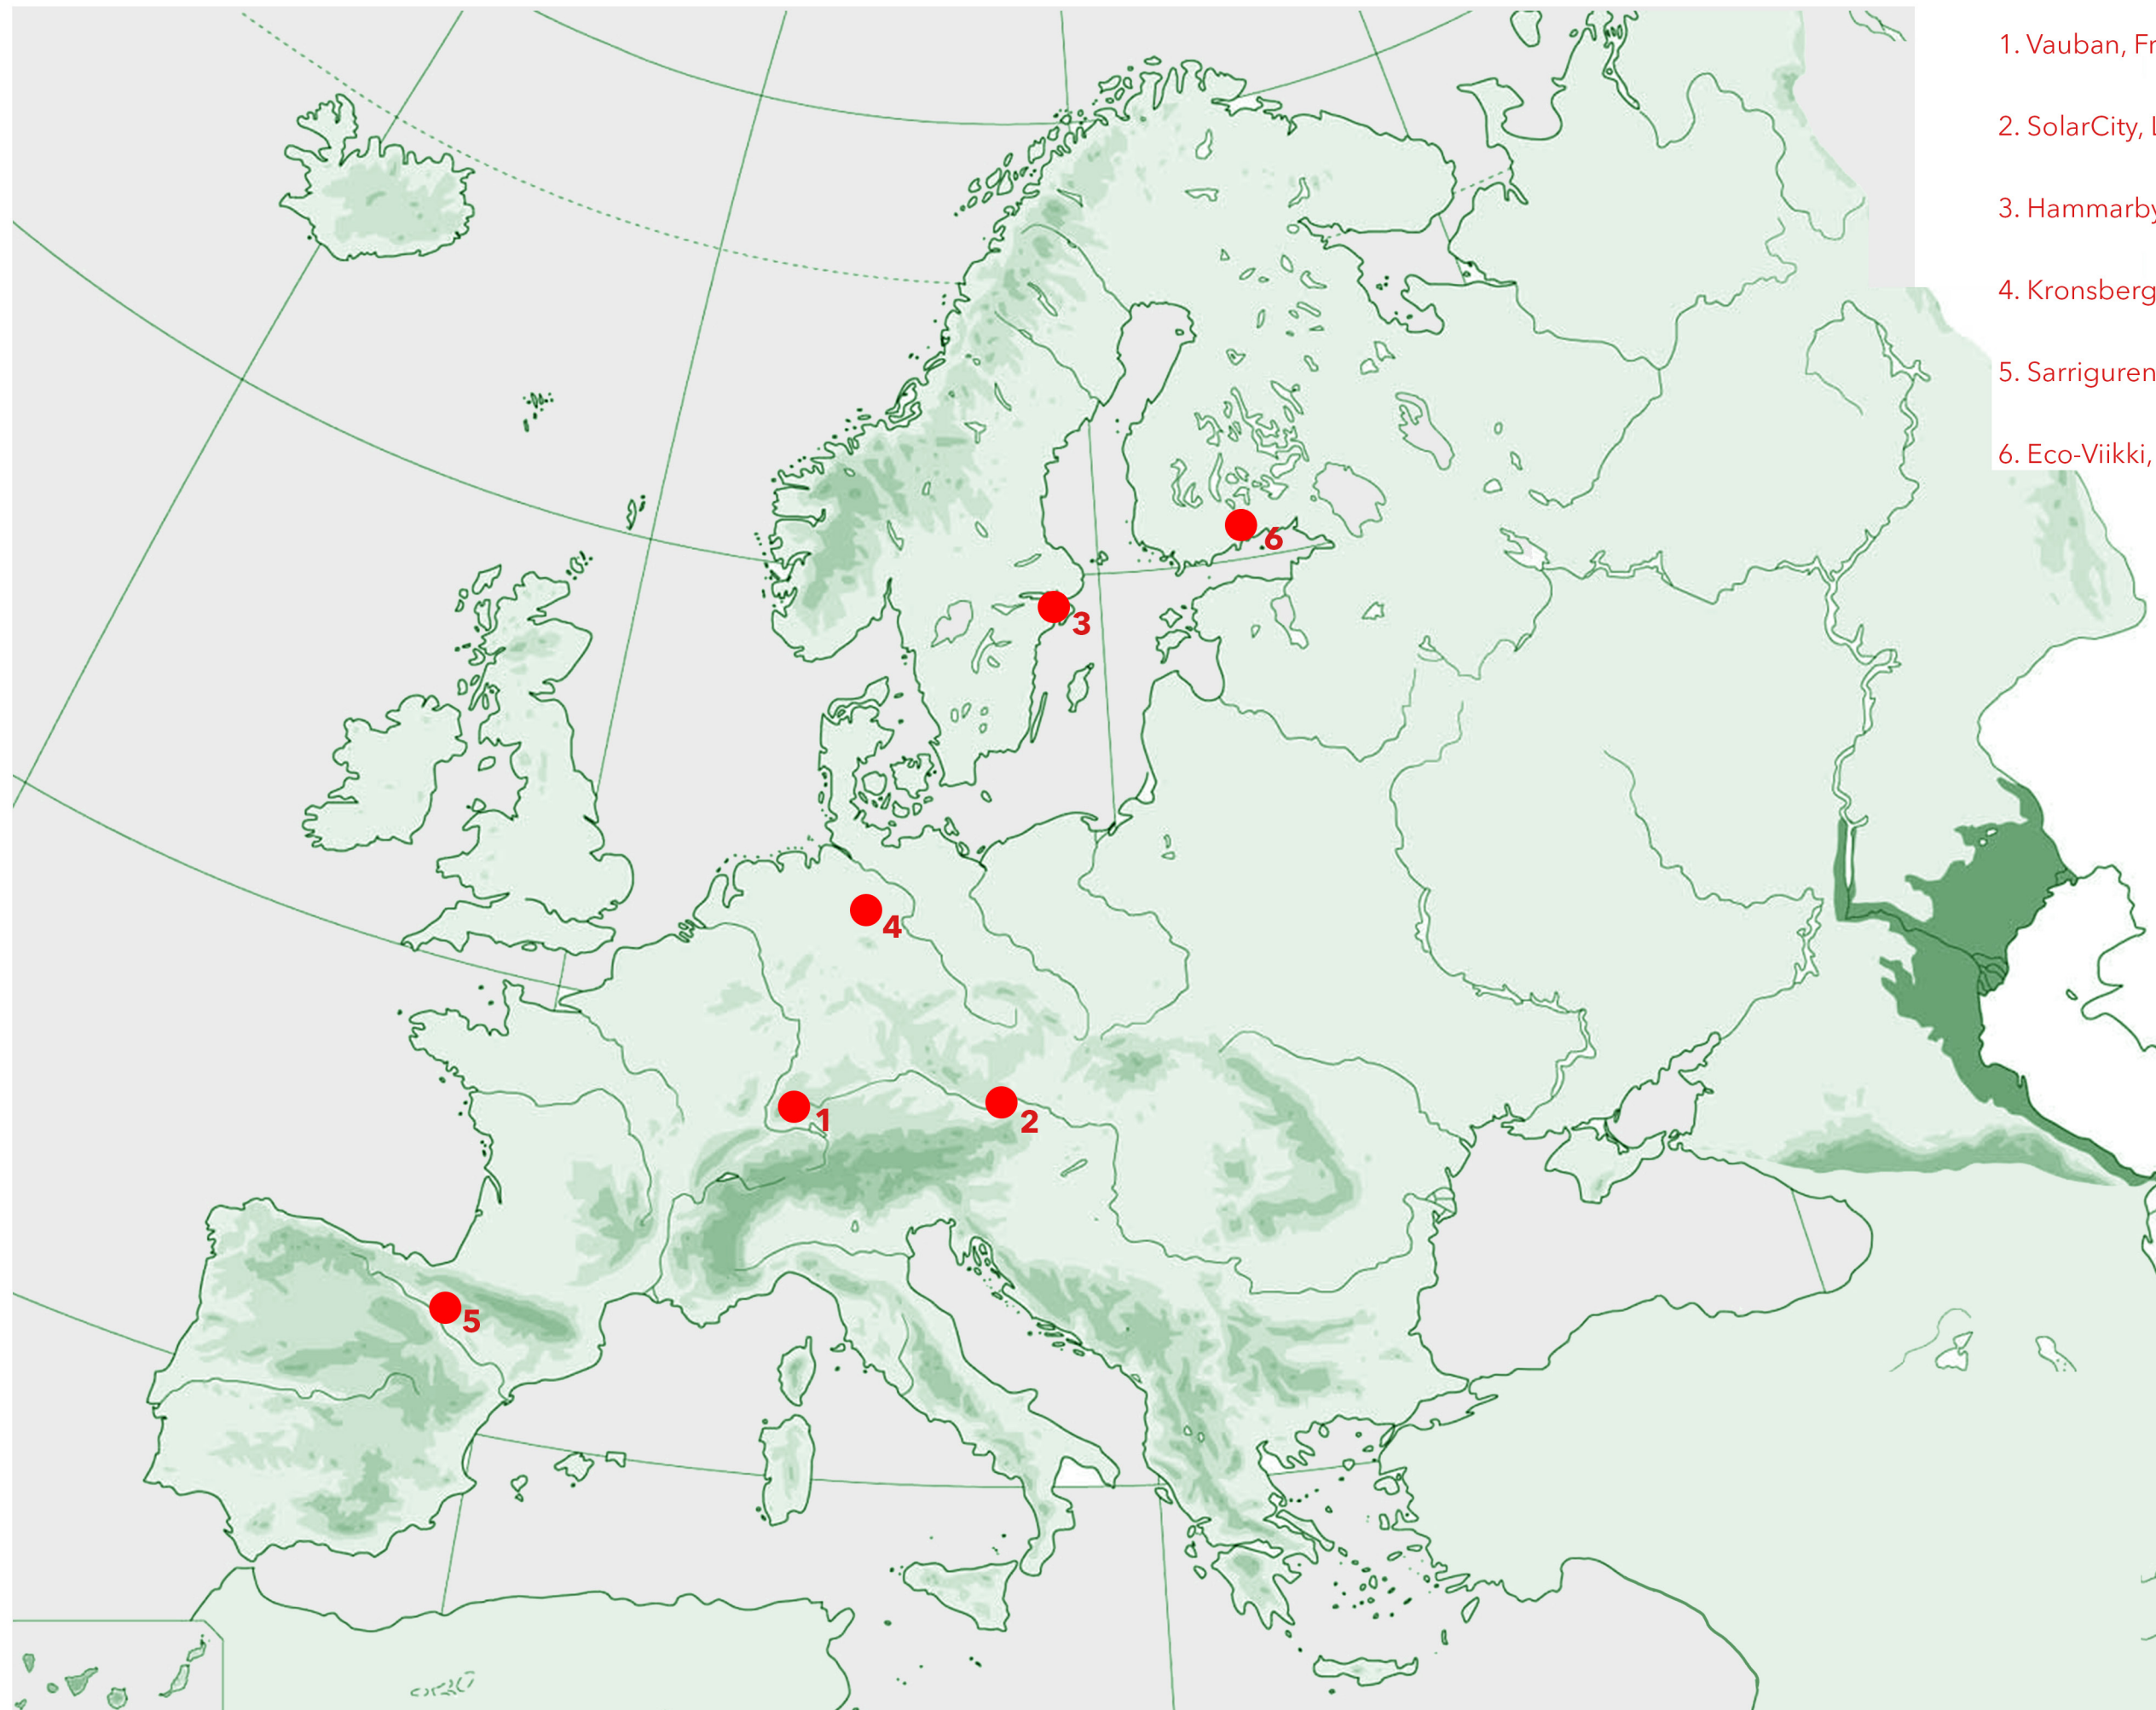 1. Vauban, Fr
2. SolarCity, L
3. Hammarby
4. Kronsberg
5. Sarriguren
6. Eco-Viikki,
6
3
4
1
2
5